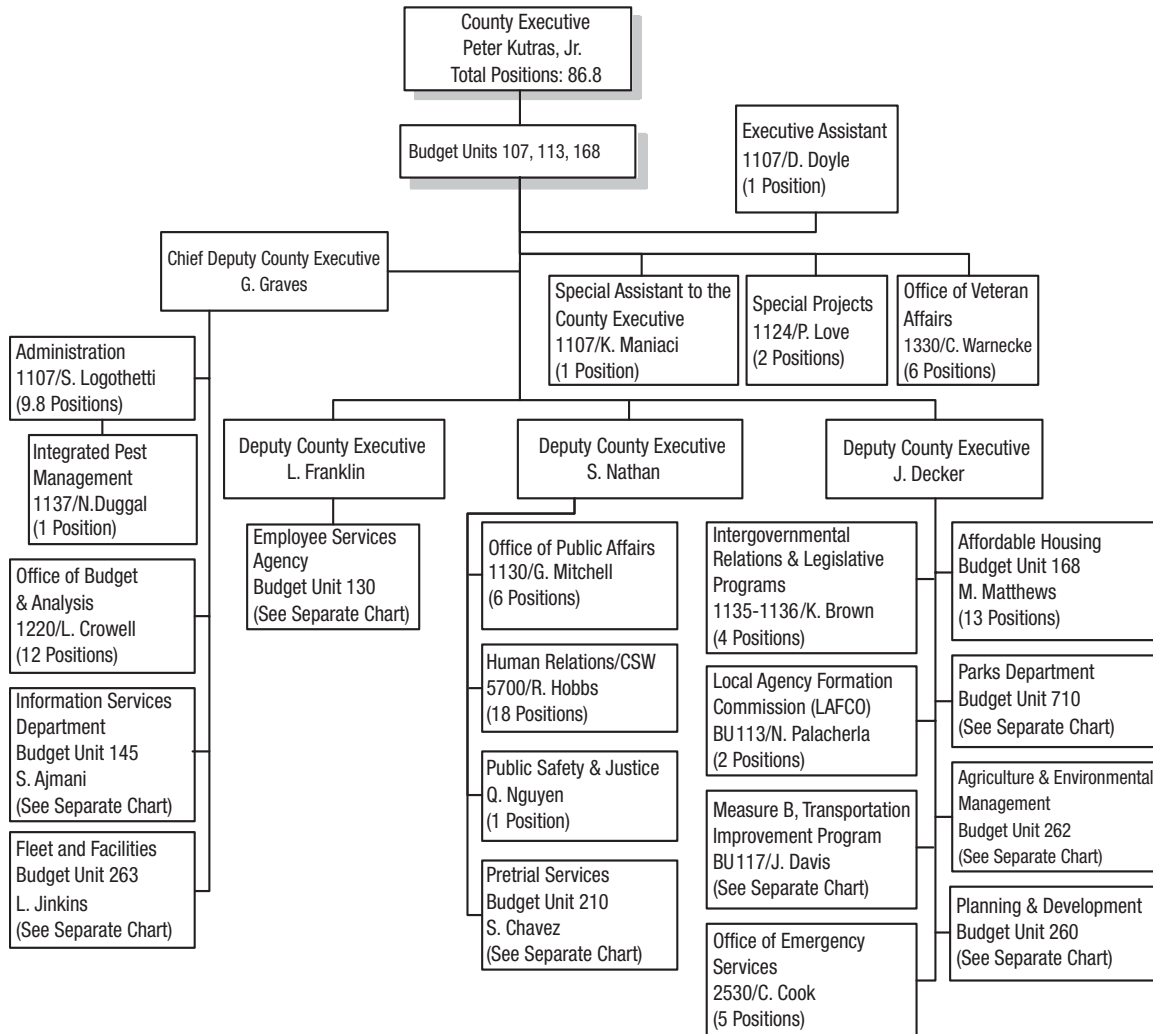 County Executive
Peter Kutras, Jr.
Total Positions: 86.8
Budget Units 107, 113, 168
Executive Assistant
1107/D. Doyle
(1 Position)
Chief Deputy County Executive
G. Graves
Special Assistant to the
County Executive
1107/K. Maniaci
(1 Position)
Special Projects
1124/P. Love
(2 Positions)
Office of Veteran
Affairs
1330/C. Warnecke
(6 Positions)
Administration
1107/S. Logothetti
(9.8 Positions)
Integrated Pest
Management
1137/N.Duggal
(1 Position)
Office of Budget
& Analysis
1220/L. Crowell
(12 Positions)
Information Services
Department
Budget Unit 145
S. Ajmani
(See Separate Chart)
Fleet and Facilities
Budget Unit 263
L. Jinkins
(See Separate Chart)
Deputy County Executive
L. Franklin
Employee Services
Agency
Budget Unit 130
(See Separate Chart)
Deputy County Executive
S. Nathan
Office of Public Affairs
1130/G. Mitchell
(6 Positions)
Human Relations/CSW
5700/R. Hobbs
(18 Positions)
Public Safety & Justice
Q. Nguyen
(1 Position)
Pretrial Services
Budget Unit 210
S. Chavez
(See Separate Chart)
Deputy County Executive
J. Decker
Intergovernmental
Relations & Legislative
Programs
1135-1136/K. Brown
(4 Positions)
Local Agency Formation
Commission (LAFCO)
BU113/N. Palacherla
(2 Positions)
Measure B, Transportation
Improvement Program
BU117/J. Davis
(See Separate Chart)
Office of Emergency
Services
2530/C. Cook
(5 Positions)
Affordable Housing
Budget Unit 168
M. Matthews
(13 Positions)
Parks Department
Budget Unit 710
(See Separate Chart)
Agriculture & Environmental
Management
Budget Unit 262
(See Separate Chart)
Planning & Development
Budget Unit 260
(See Separate Chart)